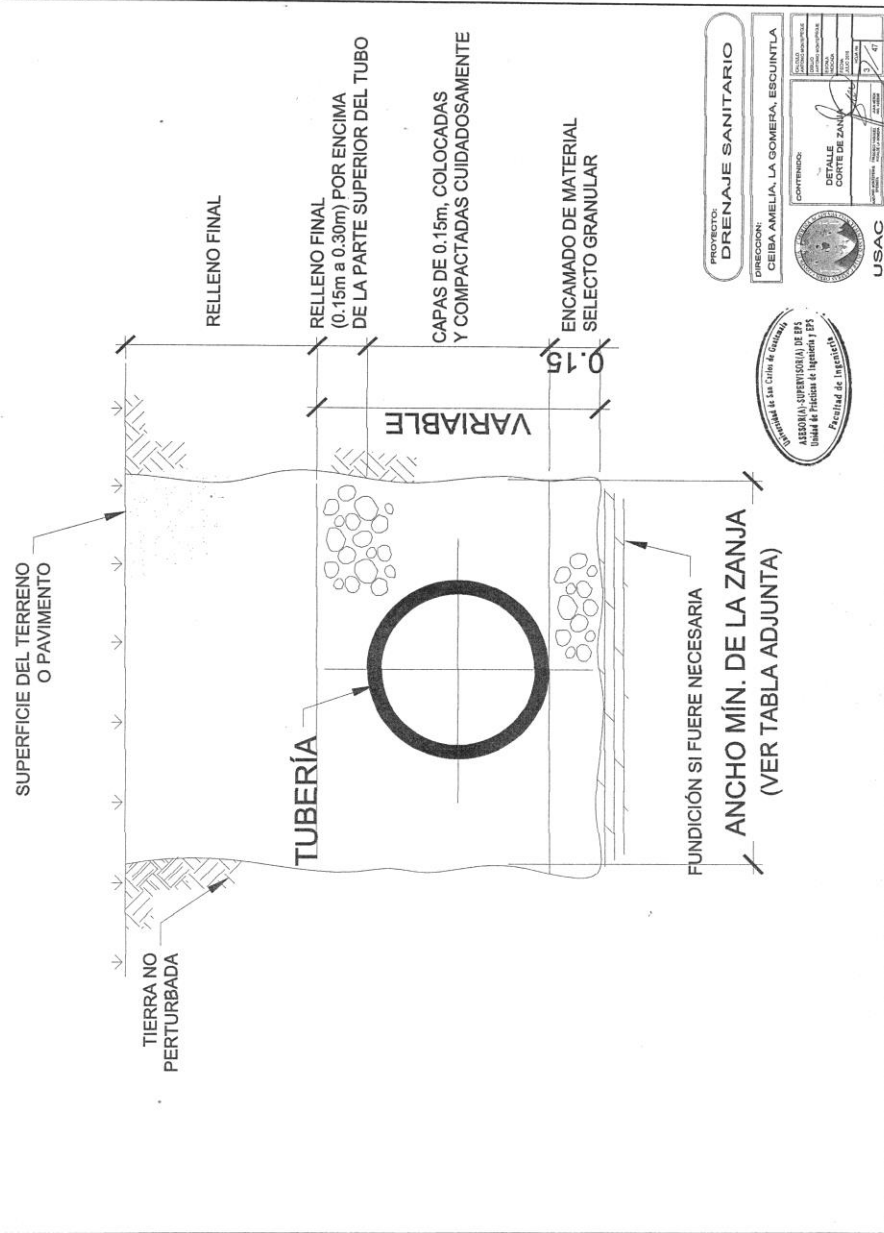 SUPERFICIE DEL TERRENO
O PAVIMENTO
TIERRA NO
PERTURBADA
TUBERÍA
RELLENO FINAL
RELLENO FINAL
(0.15m a 0.30m) POR ENCIMA
DE LA PARTE SUPERIOR DEL TUBO
CAPAS DE 0.15m, COLOCADAS
Y COMPACTADAS CUIDADOSAMENTE
ENCAMADO DE MATERIAL
SELECTO GRANULAR
VARIABLE
0.15
FUNDICIÓN SI FUERE NECESARIA
ANCHO MÍN. DE LA ZANJA
(VER TABLA ADJUNTA)
Universidad de San Carlos de Guatemala
ASESOR(A)-SUPERVISOR(A) DE EPS
Unidad de Prácticas de Ingeniería y EPS
Facultad de Ingeniería
PROYECTO:
DRENAJE SANITARIO
DIRECCION:
CEIBA AMELIA, LA GOMERA, ESCUINTLA
USAC
CONTENIDO:
DETALLE
CORTE DE ZANJA
3
47